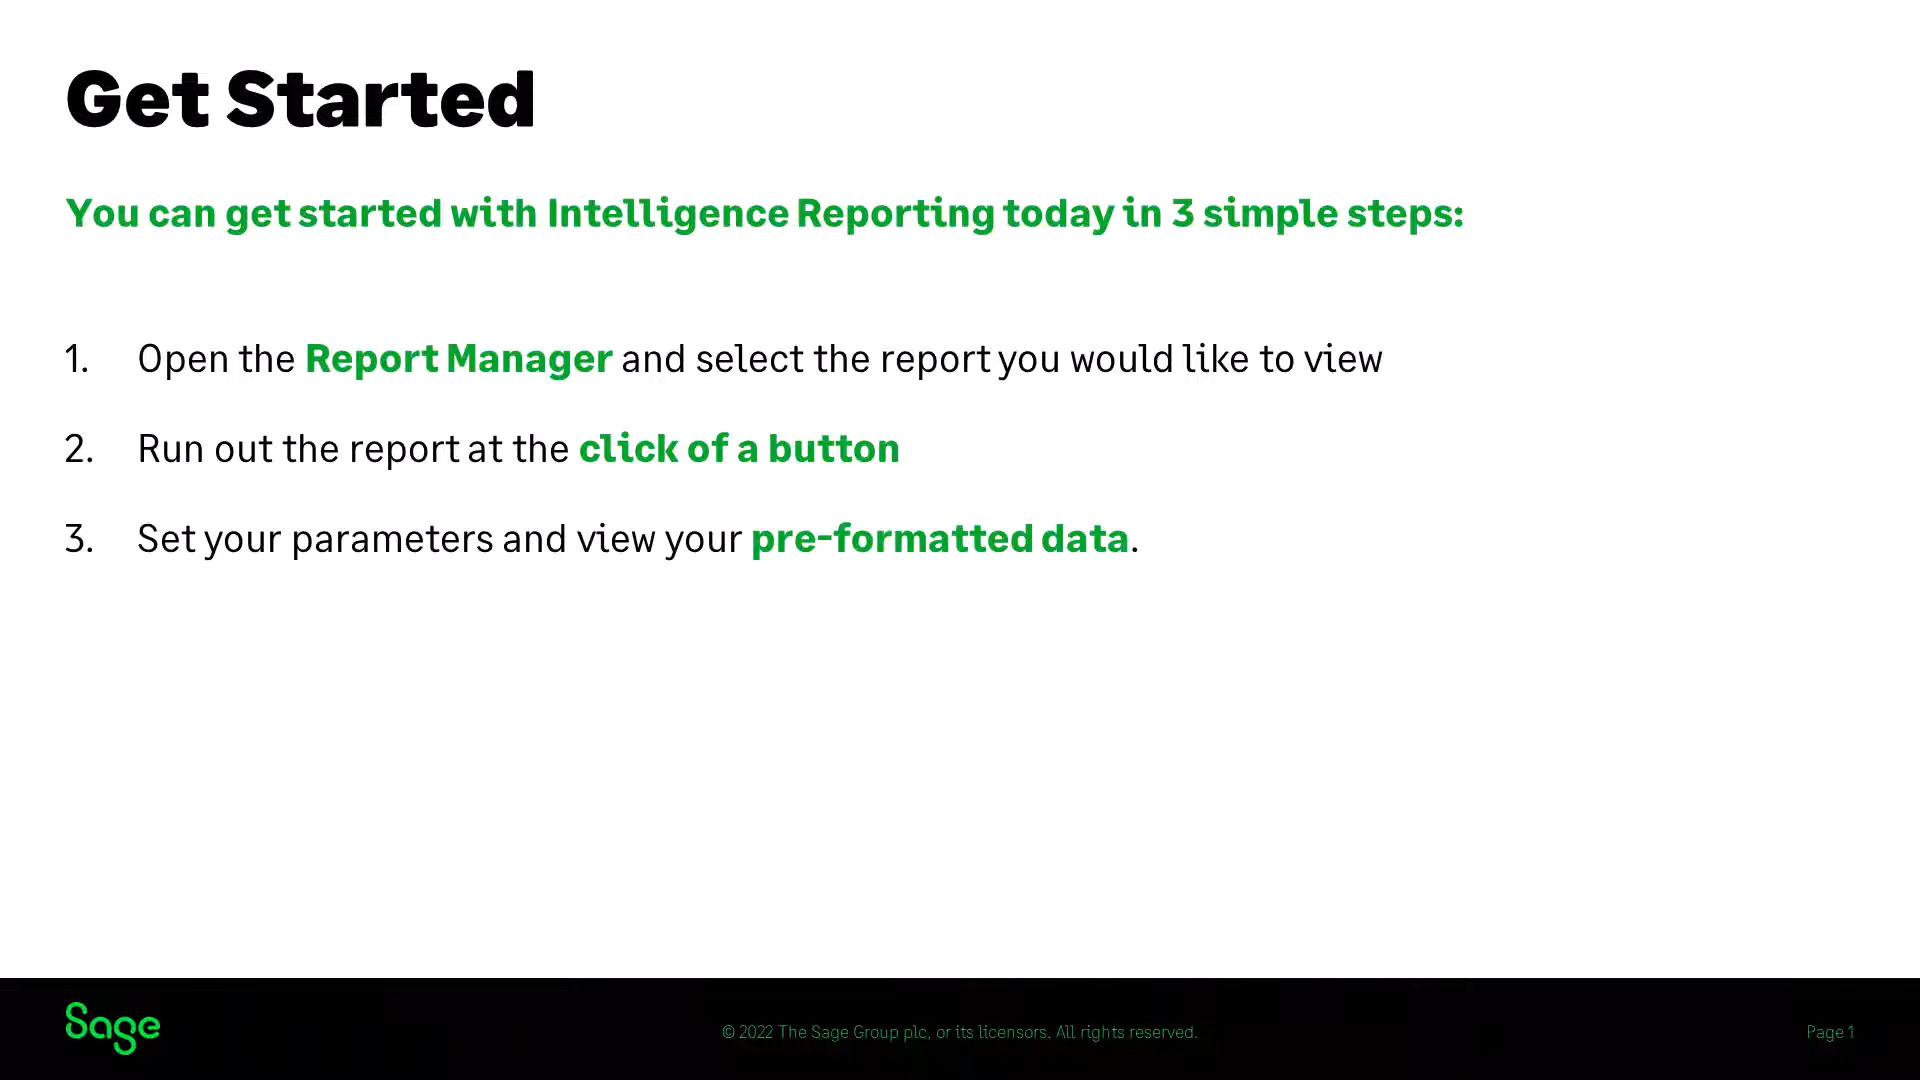 Get Started
You can get started with Intelligence Reporting today in 3 simple steps:
1. Open the Report Manager and select the report you would like to view
2. Run out the report at the click of a button
3. Set your parameters and view your pre-formatted data.
Sage
© 2022 The Sage Group plc, or its licensors. All rights reserved.
Page 1